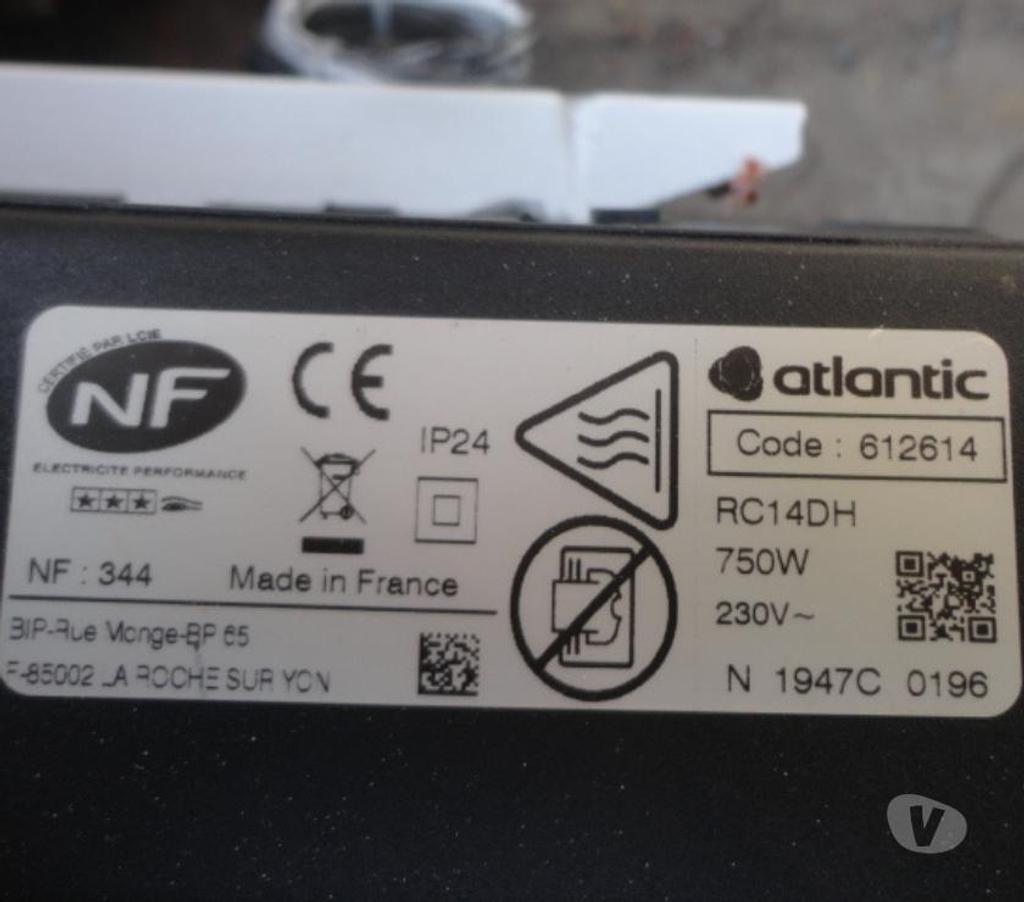 CERTIFIÉ PAR LCIE
NF
ELECTRICITE PERFORMANCE
NF : 344
Made in France
BIP-Rue Monge-BP 65
F-85002 LA ROCHE SUR YON
CE
IP24
atlantic
Code : 612614
RC14DH
750W
230V~
N 1947C 0196
V